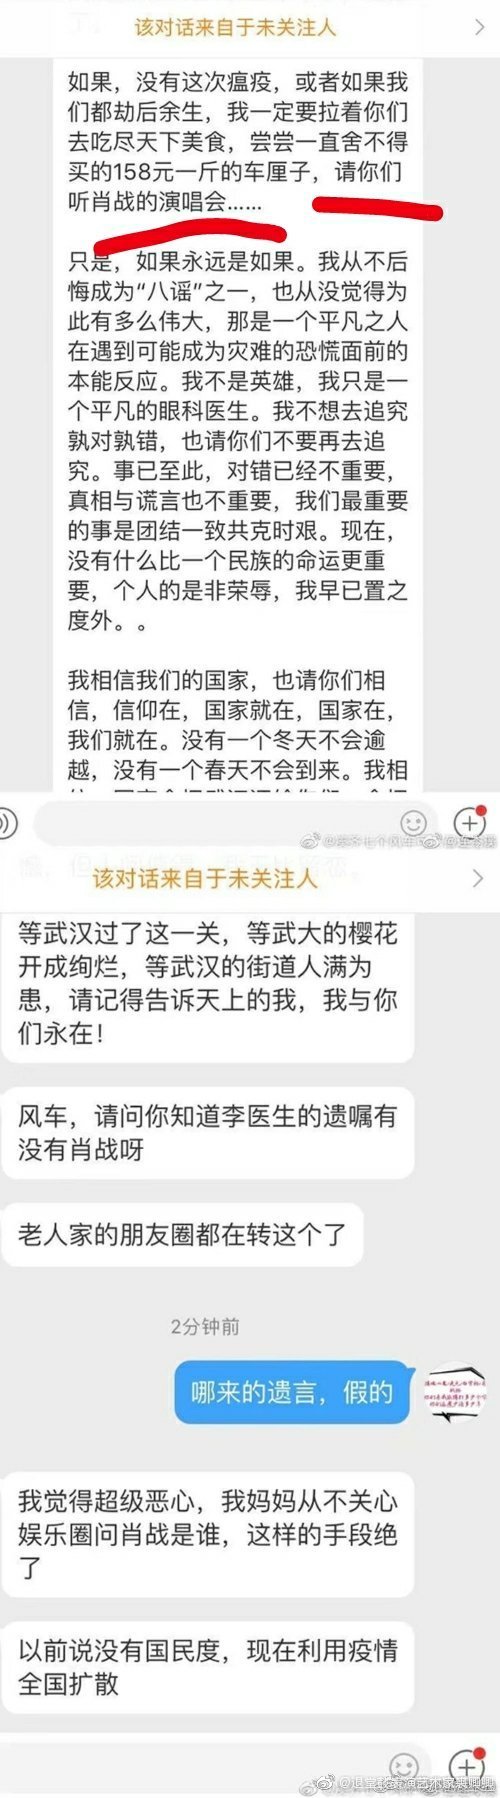 该对话来自于未关注人
如果，没有这次瘟疫，或者如果我
们都劫后余生，我一定要拉着你们
去吃尽天下美食，尝尝一直舍不得
买的158元一斤的车厘子，请你们
听肖战的演唱会……
只是，如果永远是如果。我从不后
悔成为“八谣”之一，也从没觉得为
此有多么伟大，那是一个平凡之人
在遇到可能成为灾难的恐慌面前的
本能反应。我不是英雄，我只是一
个平凡的眼科医生。我不想去追究
孰对孰错，也请你们不要再去追
究。事已至此，对错已经不重要，
真相与谎言也不重要，我们最重要
的事是团结一致共克时艰。现在，
没有什么比一个民族的命运更重
要，个人的是非荣辱，我早已置之
度外。。
我相信我们的国家，也请你们相
信，信仰在，国家就在，国家在，
我们就在。没有一个冬天不会逾
越，没有一个春天不会到来。我相
该对话来自于未关注人
等武汉过了这一关，等武大的樱花
开成绚烂，等武汉的街道人满为
患，请记得告诉天上的我，我与你
们永在！
风车，请问你知道李医生的遗嘱有
没有肖战呀
老人家的朋友圈都在转这个了
2分钟前
哪来的遗言，假的
我觉得超级恶心，我妈妈从不关心
娱乐圈问肖战是谁，这样的手段绝
了
以前说没有国民度，现在利用疫情
全国扩散